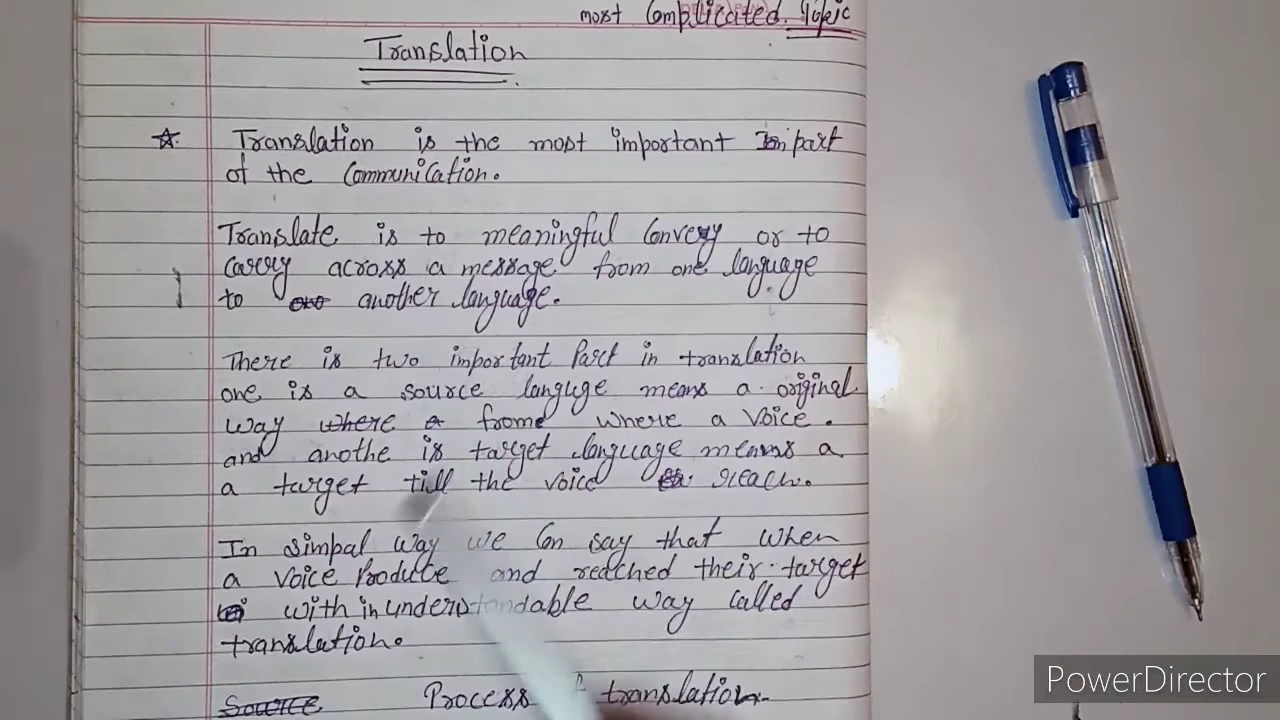 most Complicated. Topic
Translation
Translation is the most important part
of the Communication.
Translate is to meaningful Convey or to
Carry across a message from one language
to another language.
There is two important Part in translation
one is a source languge means a original
way where from where a Voice.
and anothe is target language means a
a target till the voice reach.
In Simpal way we Can say that when
a Voice Produce and reached their target
with in understandable way called
translation.
Source Process translation.
PowerDirector